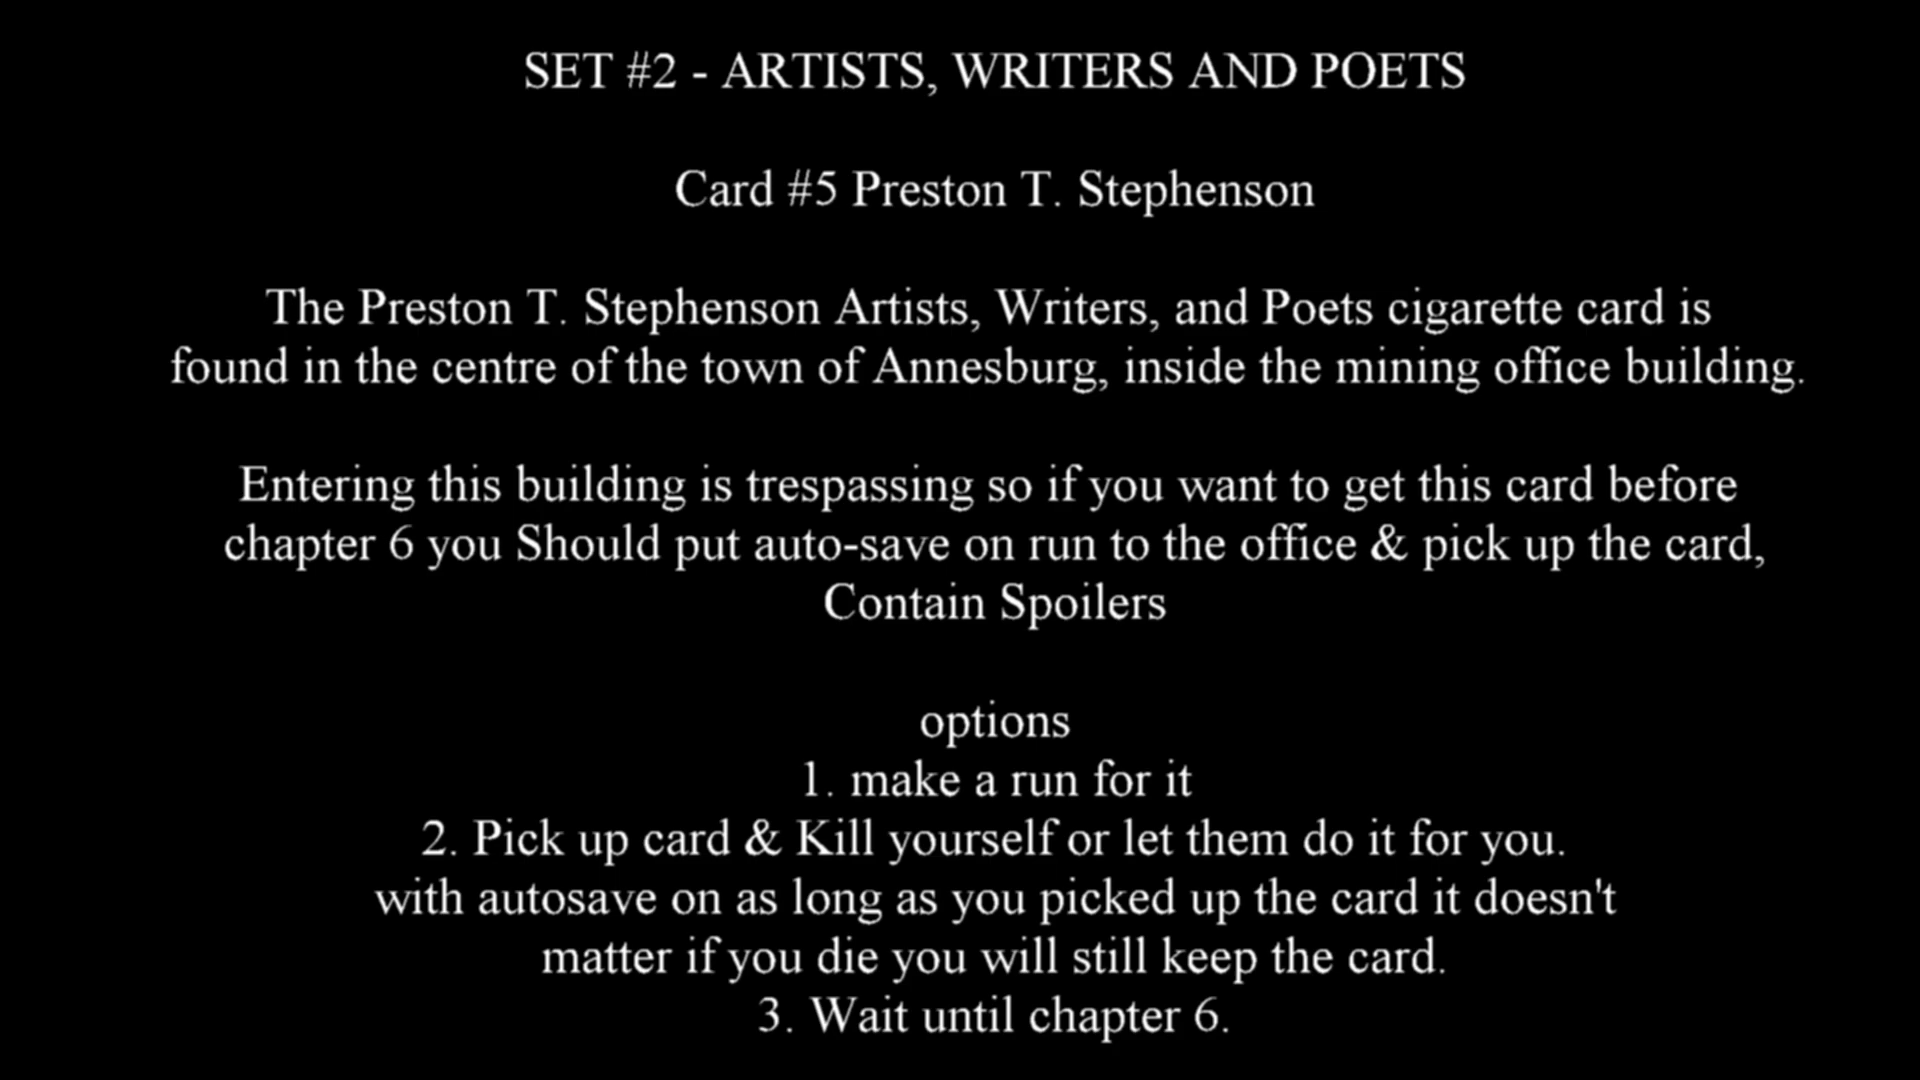 SET #2 - ARTISTS, WRITERS AND POETS
Card #5 Preston T. Stephenson
The Preston T. Stephenson Artists, Writers, and Poets cigarette card is
found in the centre of the town of Annesburg, inside the mining office building.
Entering this building is trespassing so if you want to get this card before
chapter 6 you Should put auto-save on run to the office & pick up the card,
Contain Spoilers
options
1. make a run for it
2. Pick up card & Kill yourself or let them do it for you.
with autosave on as long as you picked up the card it doesn't
matter if you die you will still keep the card.
3. Wait until chapter 6.